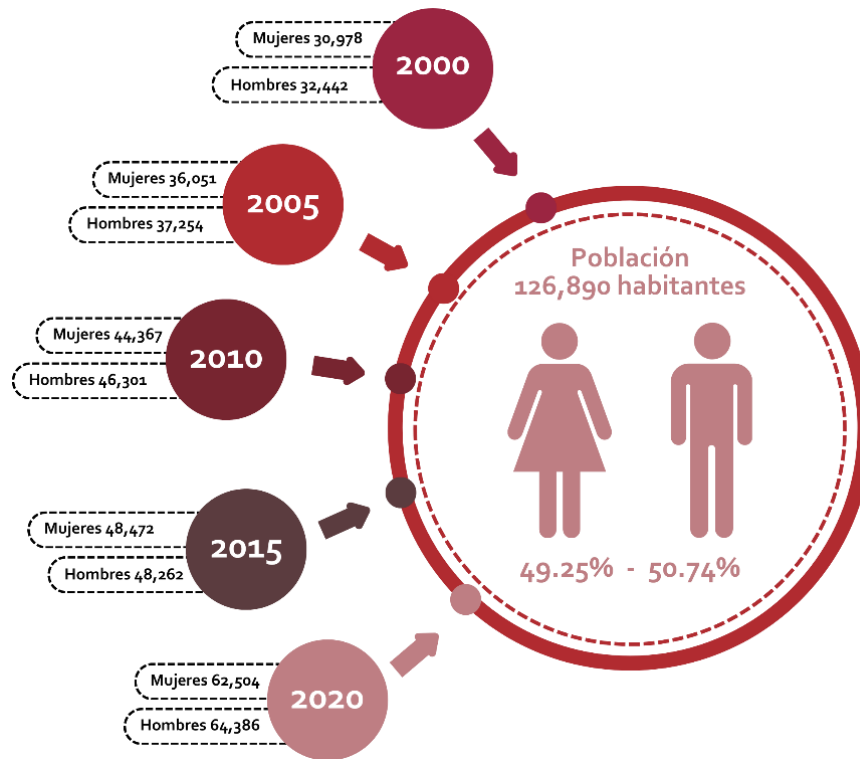 Mujeres 30,978
Hombres 32,442
2000
Mujeres 36,051
Hombres 37,254
2005
Mujeres 44,367
Hombres 46,301
2010
Mujeres 48,472
Hombres 48,262
2015
Mujeres 62,504
Hombres 64,386
2020
Población
126,890 habitantes
49.25% - 50.74%